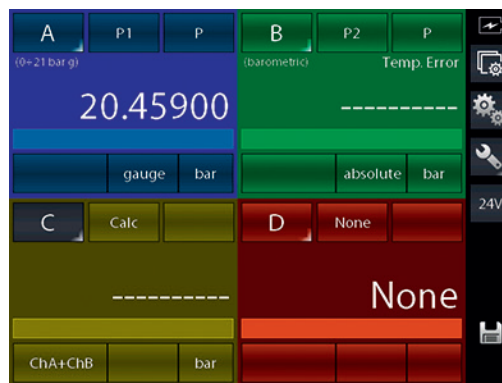 A P1 P
(0÷21 bar g)
20.45900
gauge bar
B P2 P
(barometric) Temp. Error
----------
absolute bar
C Calc
----------
ChA+ChB bar
D None
None
24V